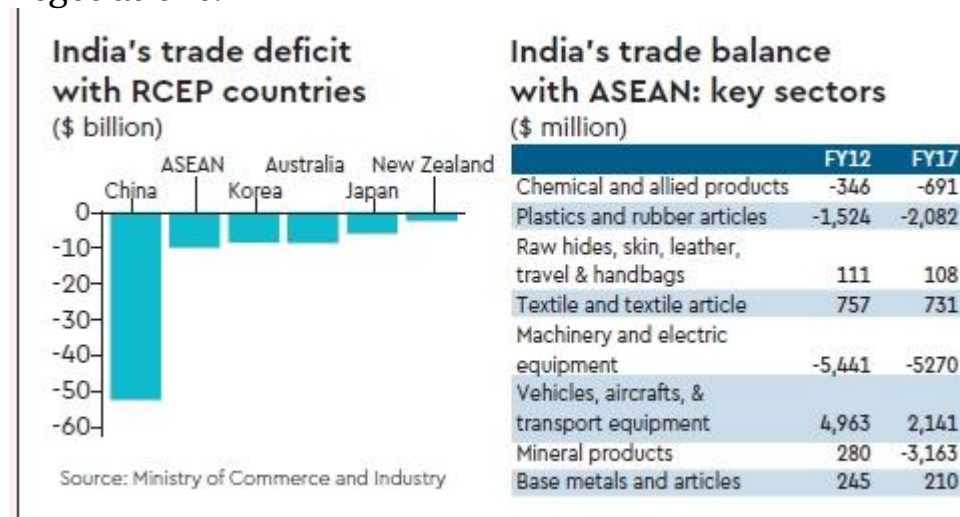 India's trade deficit
with RCEP countries
($ billion)
ASEAN Australia New Zealand
China Korea Japan
0
-10
-20
-30
-40
-50
-60
Source: Ministry of Commerce and Industry
India's trade balance
with ASEAN: key sectors
($ million)
FY12 FY17
Chemical and allied products -346 -691
Plastics and rubber articles -1,524 -2,082
Raw hides, skin, leather,
travel & handbags 111 108
Textile and textile article 757 731
Machinery and electric
equipment -5,441 -5270
Vehicles, aircrafts, &
transport equipment 4,963 2,141
Mineral products 280 -3,163
Base metals and articles 245 210